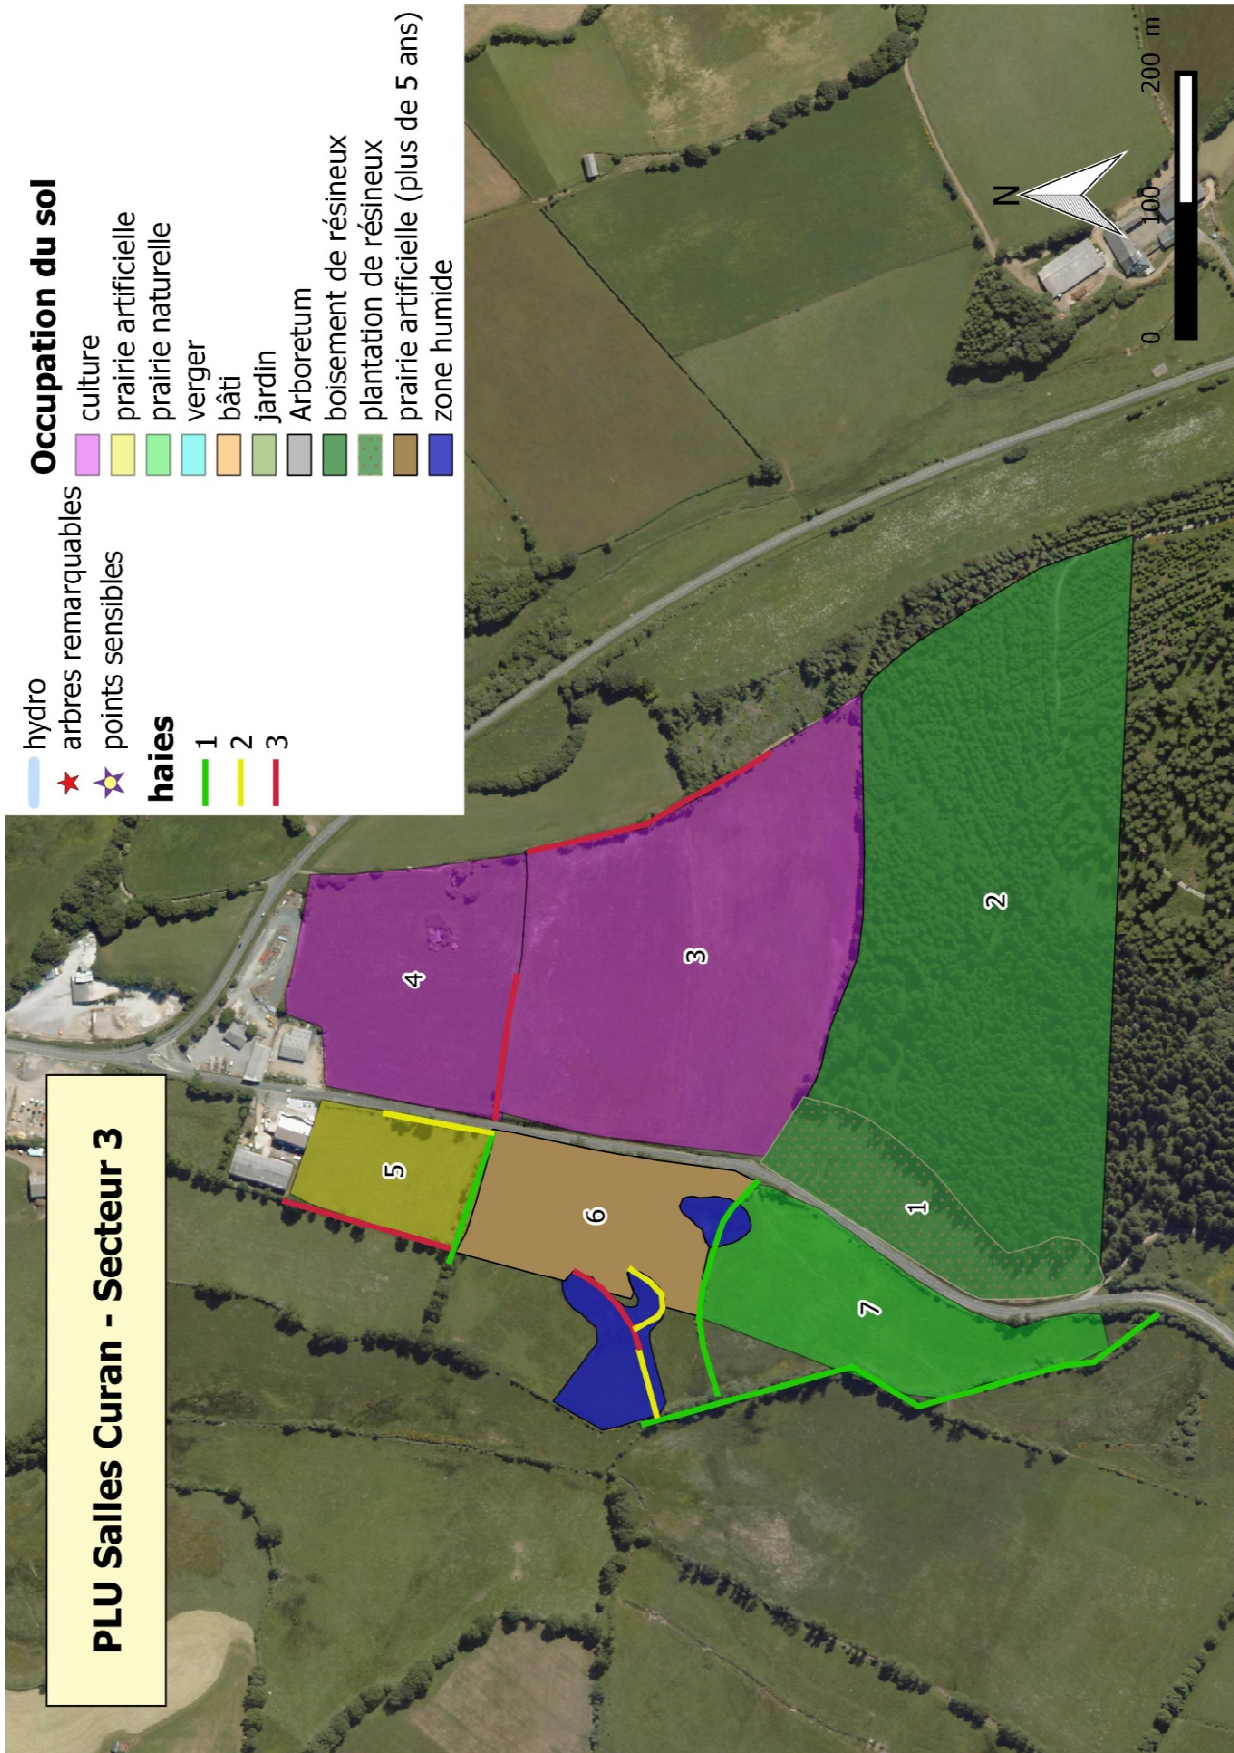 PLU Salles Curan - Secteur 3
hydro
arbres remarquables
points sensibles
haies
1
2
3
Occupation du sol
culture
prairie artificielle
prairie naturelle
verger
bâti
jardin
Arboretum
boisement de résineux
plantation de résineux
prairie artificielle (plus de 5 ans)
zone humide
4
5
3
6
2
1
7
N
0 100 200 m